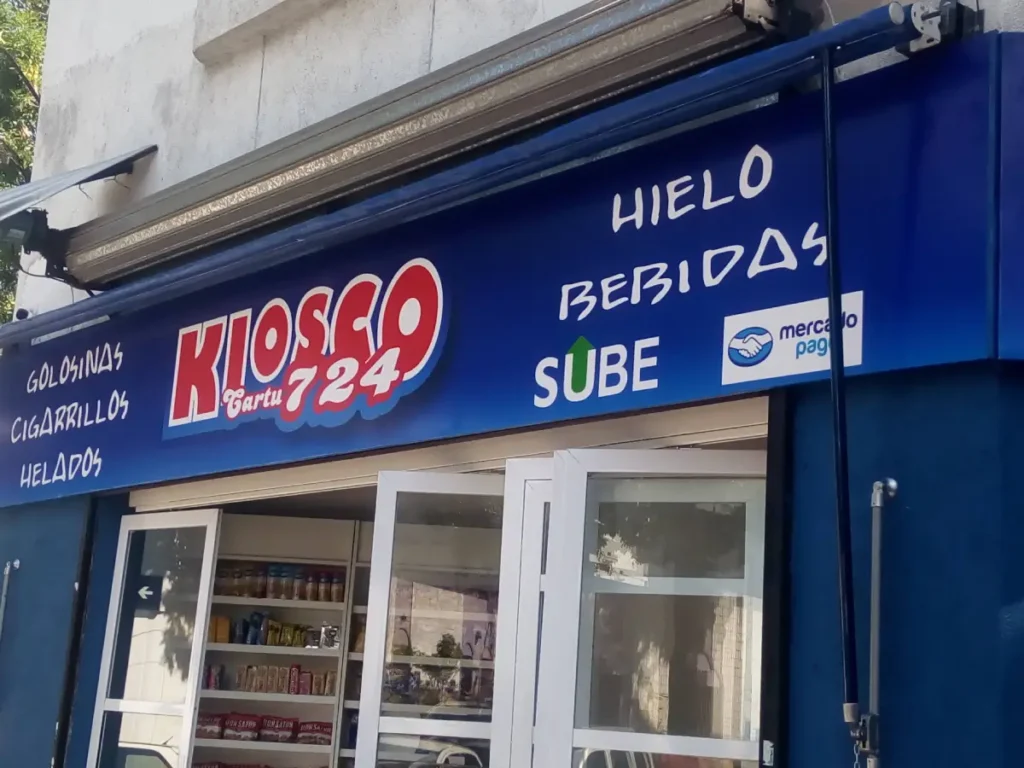 GOLOSINAS
CIGARRILLOS
HELADOS
KIOSCO
Cartu 724
HIELO
BEBIDAS
SUBE
mercado
pago